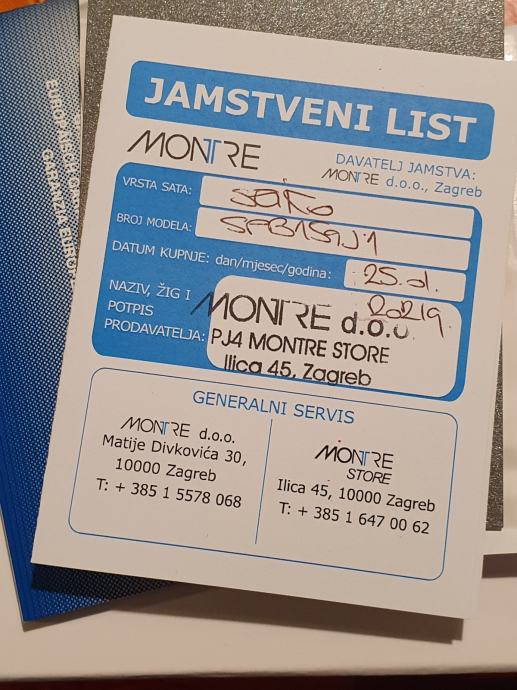 JAMSTVENI LIST
MONTRE
DAVATELJ JAMSTVA:
MONTRE d.o.o., Zagreb
VRSTA SATA: SEIKO
BROJ MODELA:
DATUM KUPNJE: dan/mjesec/godina: 25.01.
NAZIV, ŽIG I
POTPIS
PRODAVATELJA:
MONTRE d.o.o.
PJ4 MONTRE STORE
Ilica 45, Zagreb
GENERALNI SERVIS
MONTRE d.o.o.
Matije Divkovića 30,
10000 Zagreb
T: + 385 1 5578 068
MONTRE
STORE
Ilica 45, 10000 Zagreb
T: + 385 1 647 00 62